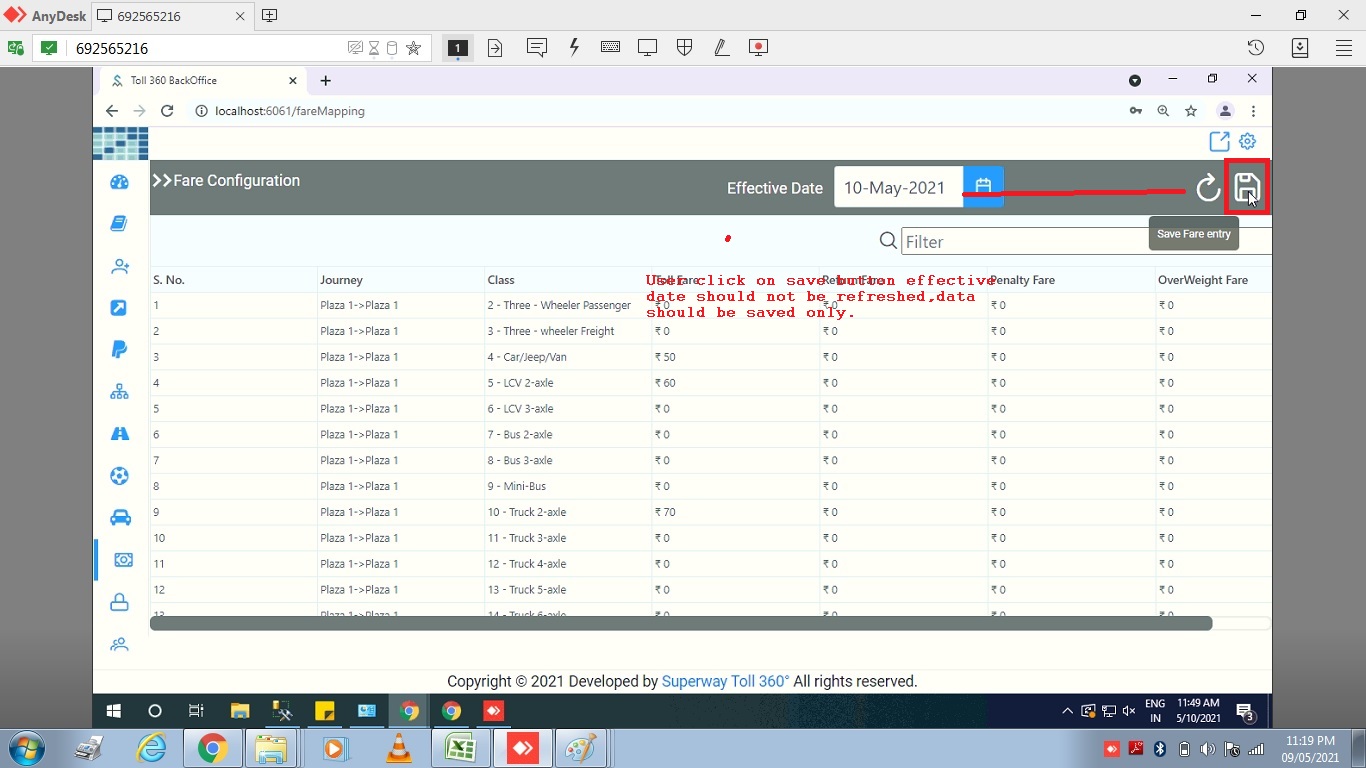 AnyDesk 692565216
692565216 1
Toll 360 BackOffice
localhost:6061/fareMapping
>>Fare Configuration Effective Date 10-May-2021
Save Fare entry
Filter
User click on save button effective
date should not be refreshed,data
should be saved only.
S. No. Journey Class Toll Fare Return Fare Penalty Fare OverWeight Fare
1 Plaza 1->Plaza 1 2 - Three - Wheeler Passenger ₹ 0 ₹ 0 ₹ 0 ₹ 0
2 Plaza 1->Plaza 1 3 - Three - wheeler Freight ₹ 0 ₹ 0 ₹ 0 ₹ 0
3 Plaza 1->Plaza 1 4 - Car/Jeep/Van ₹ 50 ₹ 0 ₹ 0 ₹ 0
4 Plaza 1->Plaza 1 5 - LCV 2-axle ₹ 60 ₹ 0 ₹ 0 ₹ 0
5 Plaza 1->Plaza 1 6 - LCV 3-axle ₹ 0 ₹ 0 ₹ 0 ₹ 0
6 Plaza 1->Plaza 1 7 - Bus 2-axle ₹ 0 ₹ 0 ₹ 0 ₹ 0
7 Plaza 1->Plaza 1 8 - Bus 3-axle ₹ 0 ₹ 0 ₹ 0 ₹ 0
8 Plaza 1->Plaza 1 9 - Mini-Bus ₹ 0 ₹ 0 ₹ 0 ₹ 0
9 Plaza 1->Plaza 1 10 - Truck 2-axle ₹ 70 ₹ 0 ₹ 0 ₹ 0
10 Plaza 1->Plaza 1 11 - Truck 3-axle ₹ 0 ₹ 0 ₹ 0 ₹ 0
11 Plaza 1->Plaza 1 12 - Truck 4-axle ₹ 0 ₹ 0 ₹ 0 ₹ 0
12 Plaza 1->Plaza 1 13 - Truck 5-axle ₹ 0 ₹ 0 ₹ 0 ₹ 0
13 Plaza 1->Plaza 1 14 - Truck 6-axle ₹ 0 ₹ 0 ₹ 0 ₹ 0
Copyright © 2021 Developed by Superway Toll 360° All rights reserved.
ENG 11:49 AM
IN 5/10/2021 3
11:19 PM
09/05/2021